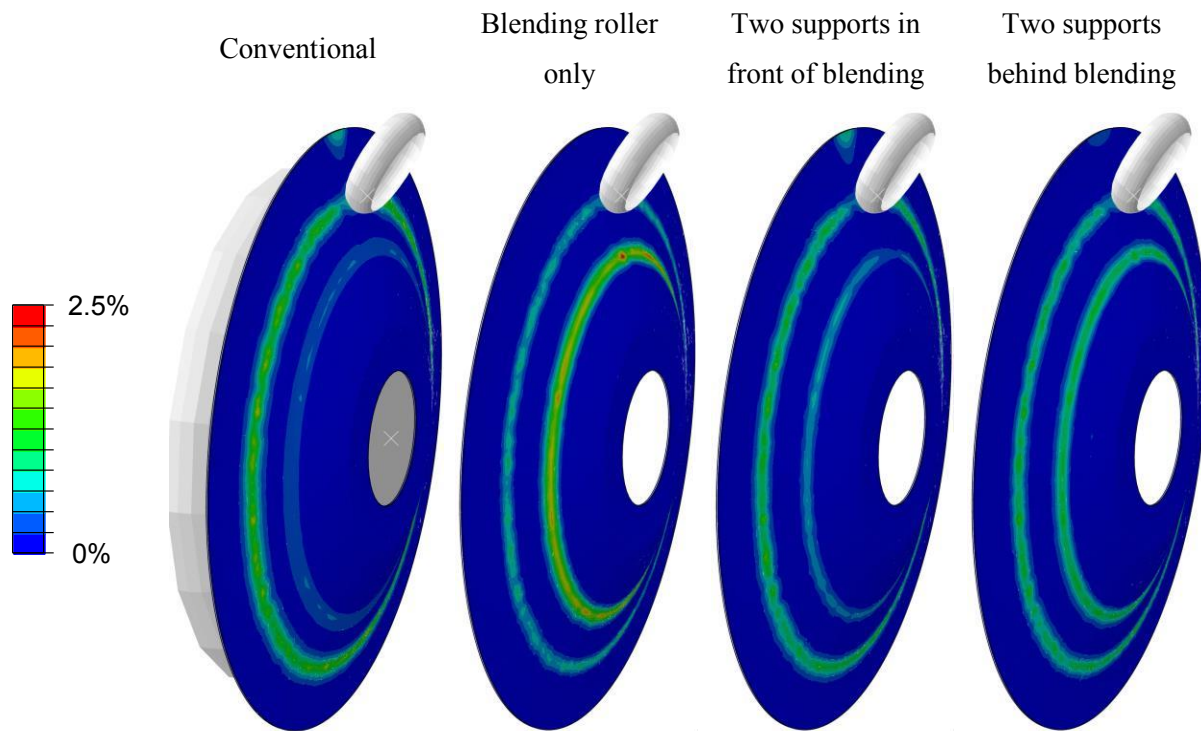 Conventional
Blending roller
only
Two supports in
front of blending
Two supports
behind blending
2.5%
0%